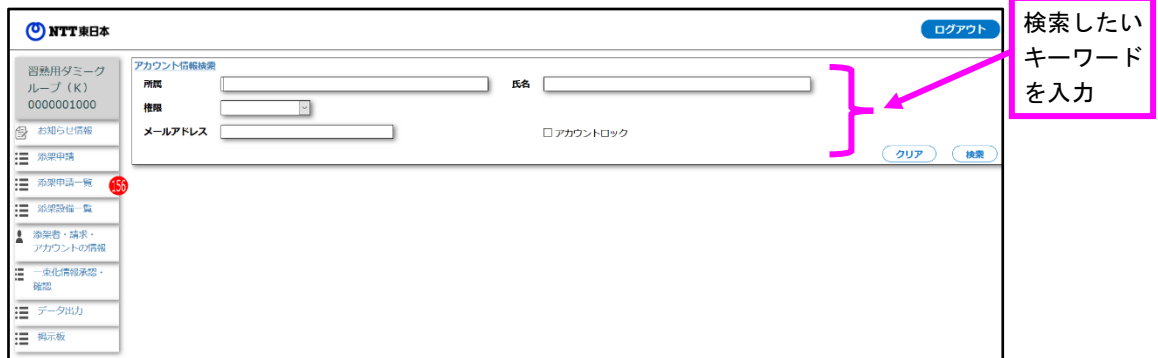 NTT東日本
ログアウト
検索したい
キーワード
を入力
習熟用ダミーグ
ループ（K）
0000001000
アカウント情報検索
所属
氏名
権限
メールアドレス
アカウントロック
クリア
検索
お知らせ情報
添架申請
添架申請一覧
156
添架設備一覧
添架者・請求・
アカウントの情報
一束化情報承認・
確認
データ出力
掲示板